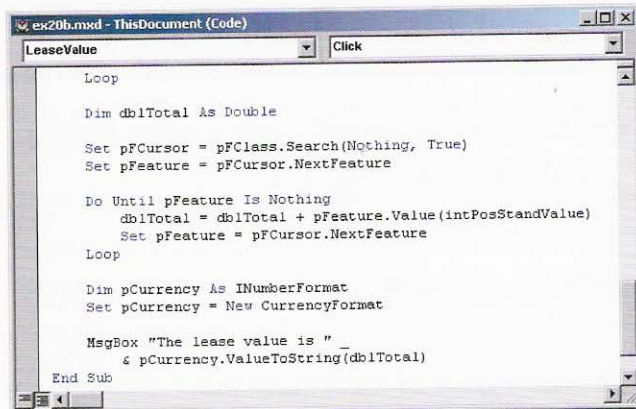 ex20b.mxd - ThisDocument (Code)
LeaseValue Click
Loop
Dim dblTotal As Double
Set pFCursor = pFClass.Search(Nothing, True)
Set pFeature = pFCursor.NextFeature
Do Until pFeature Is Nothing
dblTotal = dblTotal + pFeature.Value(intPosStandValue)
Set pFeature = pFCursor.NextFeature
Loop
Dim pCurrency As INumberFormat
Set pCurrency = New CurrencyFormat
MsgBox "The lease value is " _
& pCurrency.ValueToString(dblTotal)
End Sub